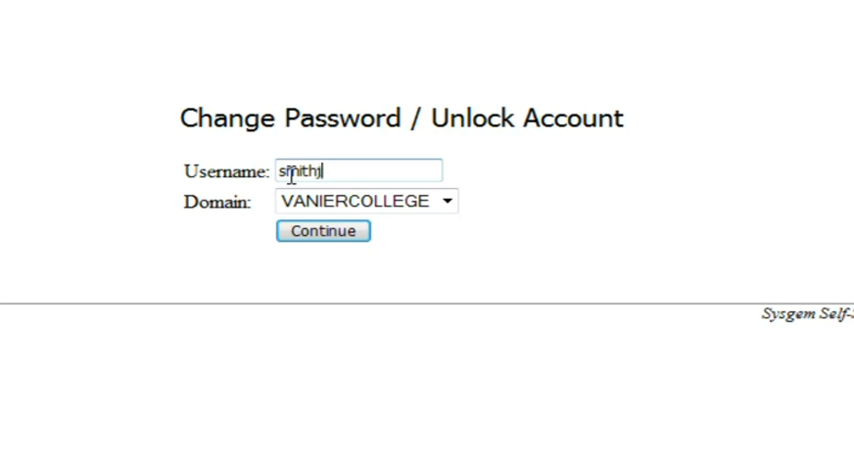 Change Password / Unlock Account
Username: smithj
Domain: VANIERCOLLEGE
Continue
Sysgem Self-